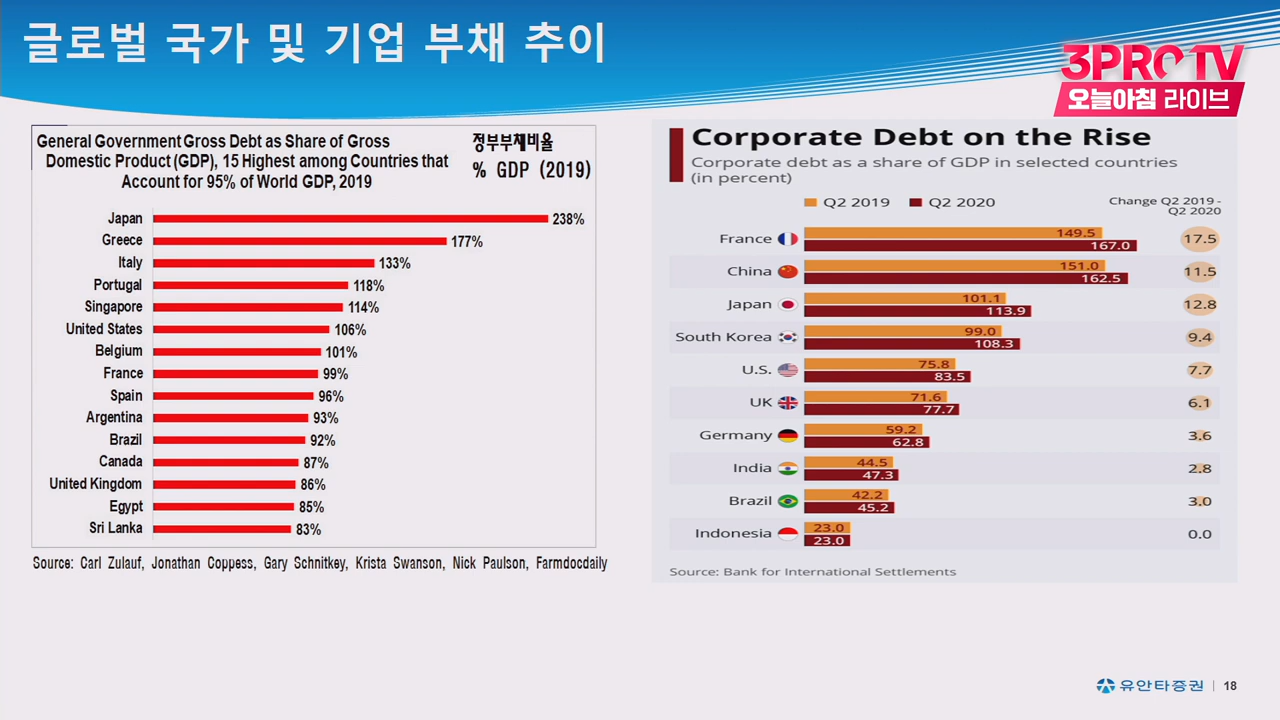 글로벌 국가 및 기업 부채 추이
3PROTV
오늘아침 라이브
General Government Gross Debt as Share of Gross
Domestic Product (GDP), 15 Highest among Countries that
Account for 95% of World GDP, 2019
정부부채비율
% GDP (2019)
Japan 238%
Greece 177%
Italy 133%
Portugal 118%
Singapore 114%
United States 106%
Belgium 101%
France 99%
Spain 96%
Argentina 93%
Brazil 92%
Canada 87%
United Kingdom 86%
Egypt 85%
Sri Lanka 83%
Source: Carl Zulauf, Jonathan Coppess, Gary Schnitkey, Krista Swanson, Nick Paulson, Farmdocdaily
Corporate Debt on the Rise
Corporate debt as a share of GDP in selected countries
(in percent)
Q2 2019 Q2 2020
Change Q2 2019 -
Q2 2020
France 149.5 167.0 17.5
China 151.0 162.5 11.5
Japan 101.1 113.9 12.8
South Korea 99.0 108.3 9.4
U.S. 75.8 83.5 7.7
UK 71.6 77.7 6.1
Germany 59.2 62.8 3.6
India 44.5 47.3 2.8
Brazil 42.2 45.2 3.0
Indonesia 23.0 23.0 0.0
Source: Bank for International Settlements
유안타증권 | 18